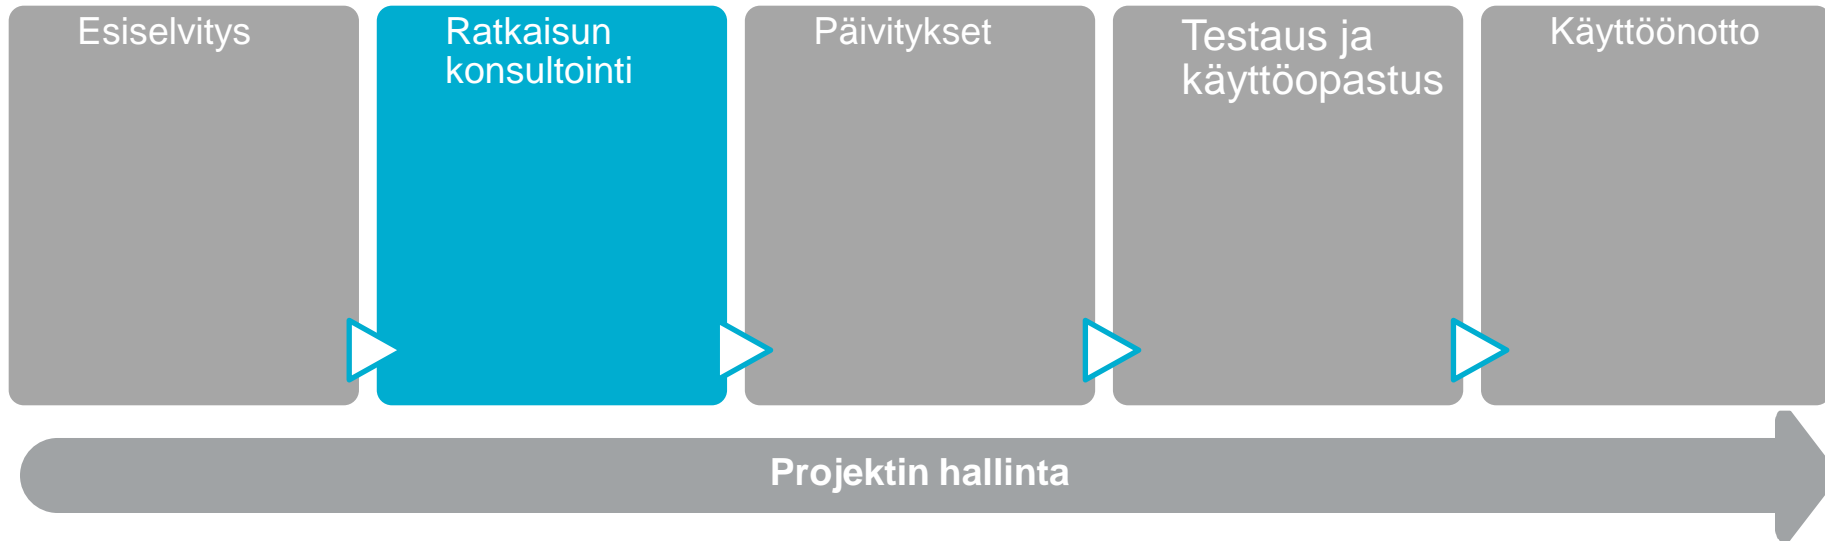 Esiselvitys
Ratkaisun
konsultointi
Päivitykset
Testaus ja
käyttöopastus
Käyttöönotto
Projektin hallinta